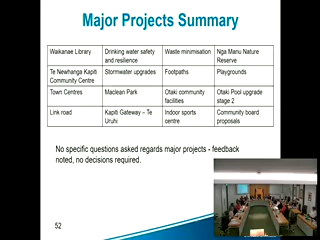 Major Projects Summary
Waikanae Library
Drinking water safety and resilience
Waste minimisation
Nga Manu Nature Reserve
Te Newhanga Kapiti Community Centre
Stormwater upgrades
Footpaths
Playgrounds
Town Centres
Maclean Park
Otaki community facilities
Otaki Pool upgrade stage 2
Link road
Kapiti Gateway – Te Uruhi
Indoor sports centre
Community board proposals
No specific questions asked regards major projects - feedback
noted, no decisions required.
52